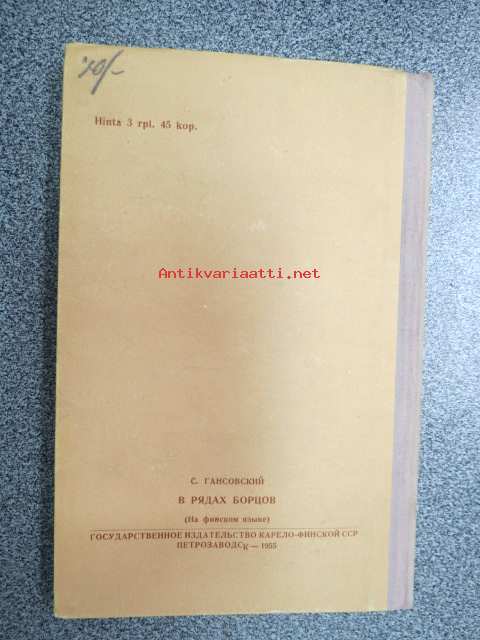 70/-
Hinta 3 rpl. 45 kop.
Antikvariaatti.net
С. ГАНСОВСКИЙ
В РЯДАХ БОРЦОВ
(На финском языке)
ГОСУДАРСТВЕННОЕ ИЗДАТЕЛЬСТВО КАРЕЛО-ФИНСКОЙ ССР
ПЕТРОЗАВОДСК — 1955